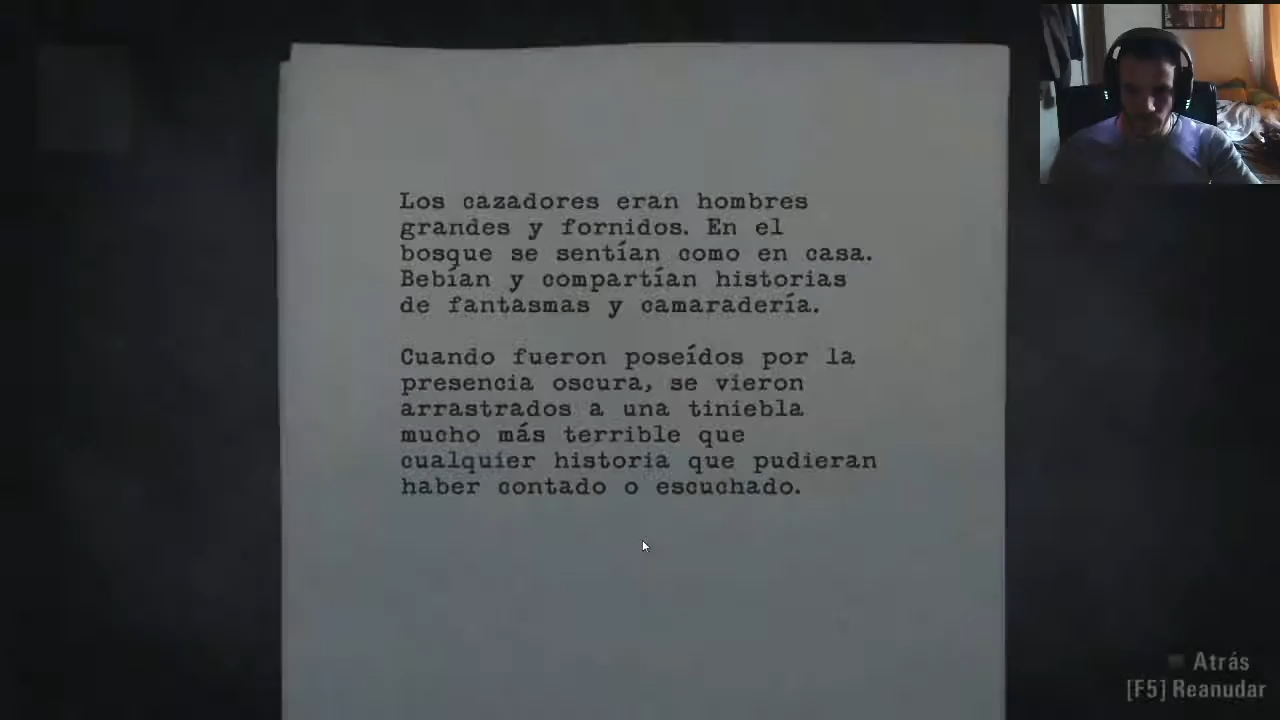 Los cazadores eran hombres
grandes y fornidos. En el
bosque se sentían como en casa.
Bebían y compartían historias
de fantasmas y camaradería.
Cuando fueron poseídos por la
presencia oscura, se vieron
arrastrados a una tiniebla
mucho más terrible que
cualquier historia que pudieran
haber contado o escuchado.
Atrás
[F5] Reanudar